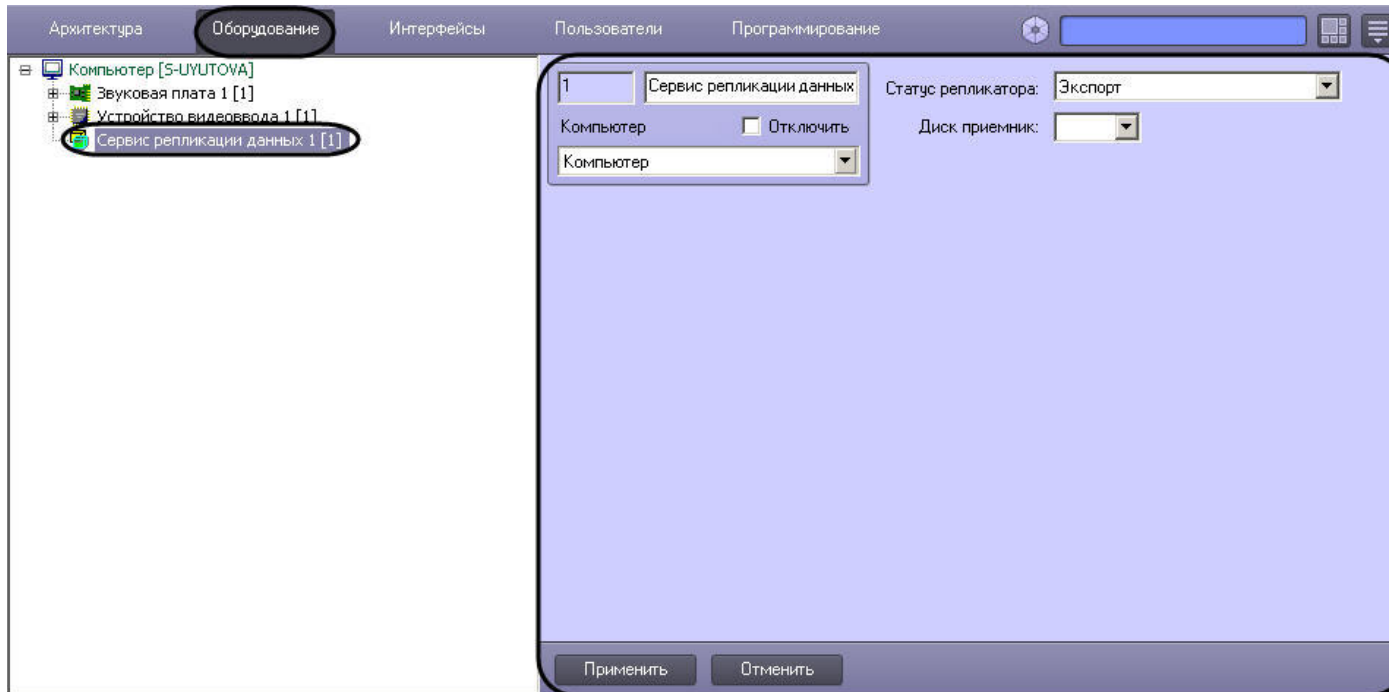 Архитектура Оборудование Интерфейсы Пользователи Программирование
Компьютер [S-UYUTOVA]
Звуковая плата 1 [1]
Устройство видеоввода 1 [1]
Сервис репликации данных 1 [1]
1 Сервис репликации данных Статус репликатора: Экспорт
Компьютер Отключить Диск приемник:
Компьютер
Применить Отменить